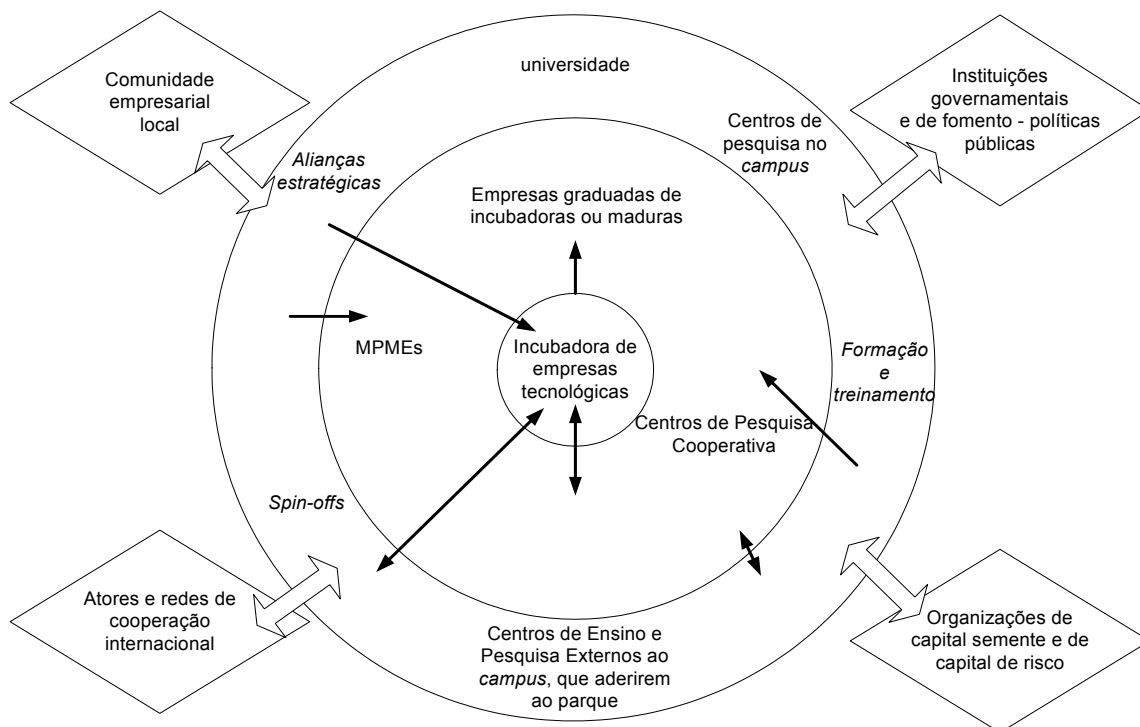 universidade
Comunidade
empresarial
local
Instituições
governamentais
e de fomento - políticas
públicas
Centros de
pesquisa no
campus
Alianças
estratégicas
Empresas graduadas de
incubadoras ou maduras
MPMEs
Incubadora de
empresas
tecnológicas
Formação
e
treinamento
Centros de Pesquisa
Cooperativa
Spin-offs
Atores e redes de
cooperação
internacional
Centros de Ensino e
Pesquisa Externos ao
campus, que aderirem
ao parque
Organizações de
capital semente e de
capital de risco